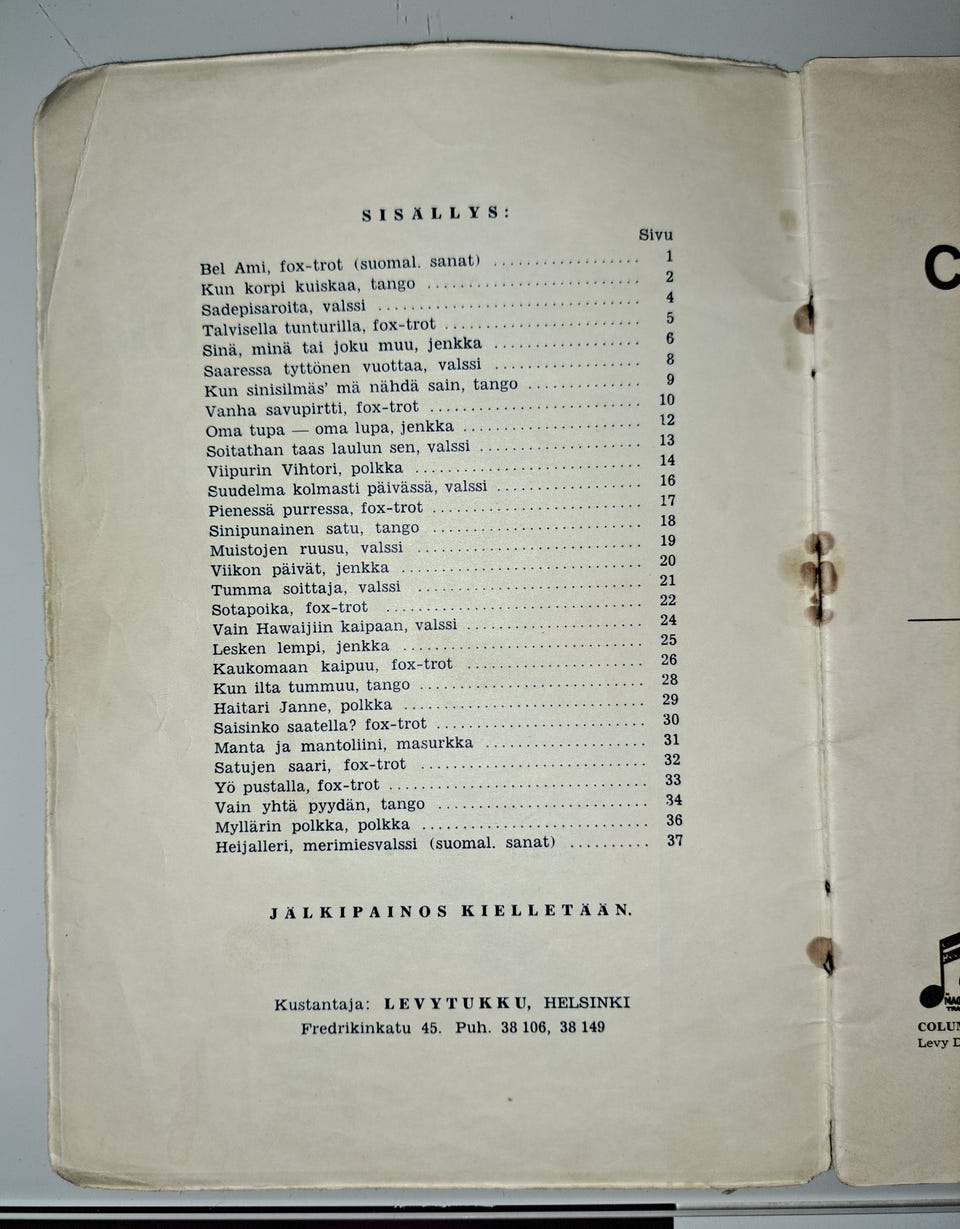 SISÄLLYS:
Sivu
Bel Ami, fox-trot (suomal. sanat) .................. 1
Kun korpi kuiskaa, tango .......................... 2
Sadepisaroita, valssi ................................ 4
Talvisella tunturilla, fox-trot ........................ 5
Sinä, minä tai joku muu, jenkka .................. 6
Saaressa tyttönen vuottaa, valssi .................. 8
Kun sinisilmäs' mä nähdä sain, tango .............. 9
Vanha savupirtti, fox-trot .......................... 10
Oma tupa — oma lupa, jenkka ...................... 12
Soitathan taas laulun sen, valssi .................... 13
Viipurin Vihtori, polkka ............................ 14
Suudelma kolmasti päivässä, valssi .................. 16
Pienessä purressa, fox-trot .......................... 17
Sinipunainen satu, tango .......................... 18
Muistojen ruusu, valssi ............................ 19
Viikon päivät, jenkka .............................. 20
Tumma soittaja, valssi ............................ 21
Sotapoika, fox-trot ................................ 22
Vain Hawaijiin kaipaan, valssi ...................... 24
Lesken lempi, jenkka .............................. 25
Kaukomaan kaipuu, fox-trot ...................... 26
Kun ilta tummuu, tango ............................ 28
Haitari Janne, polkka .............................. 29
Saisinko saatella? fox-trot .......................... 30
Manta ja mantoliini, masurkka .................... 31
Satujen saari, fox-trot ............................ 32
Yö pustalla, fox-trot ................................ 33
Vain yhtä pyydän, tango .......................... 34
Myllärin polkka, polkka ............................ 36
Heijalleri, merimiesvalssi (suomal. sanat) .......... 37
JÄLKIPAINOS KIELLETÄÄN.
Kustantaja: LEVYTUKKU, HELSINKI
Fredrikinkatu 45. Puh. 38 106, 38 149
C
COLUM
Levy